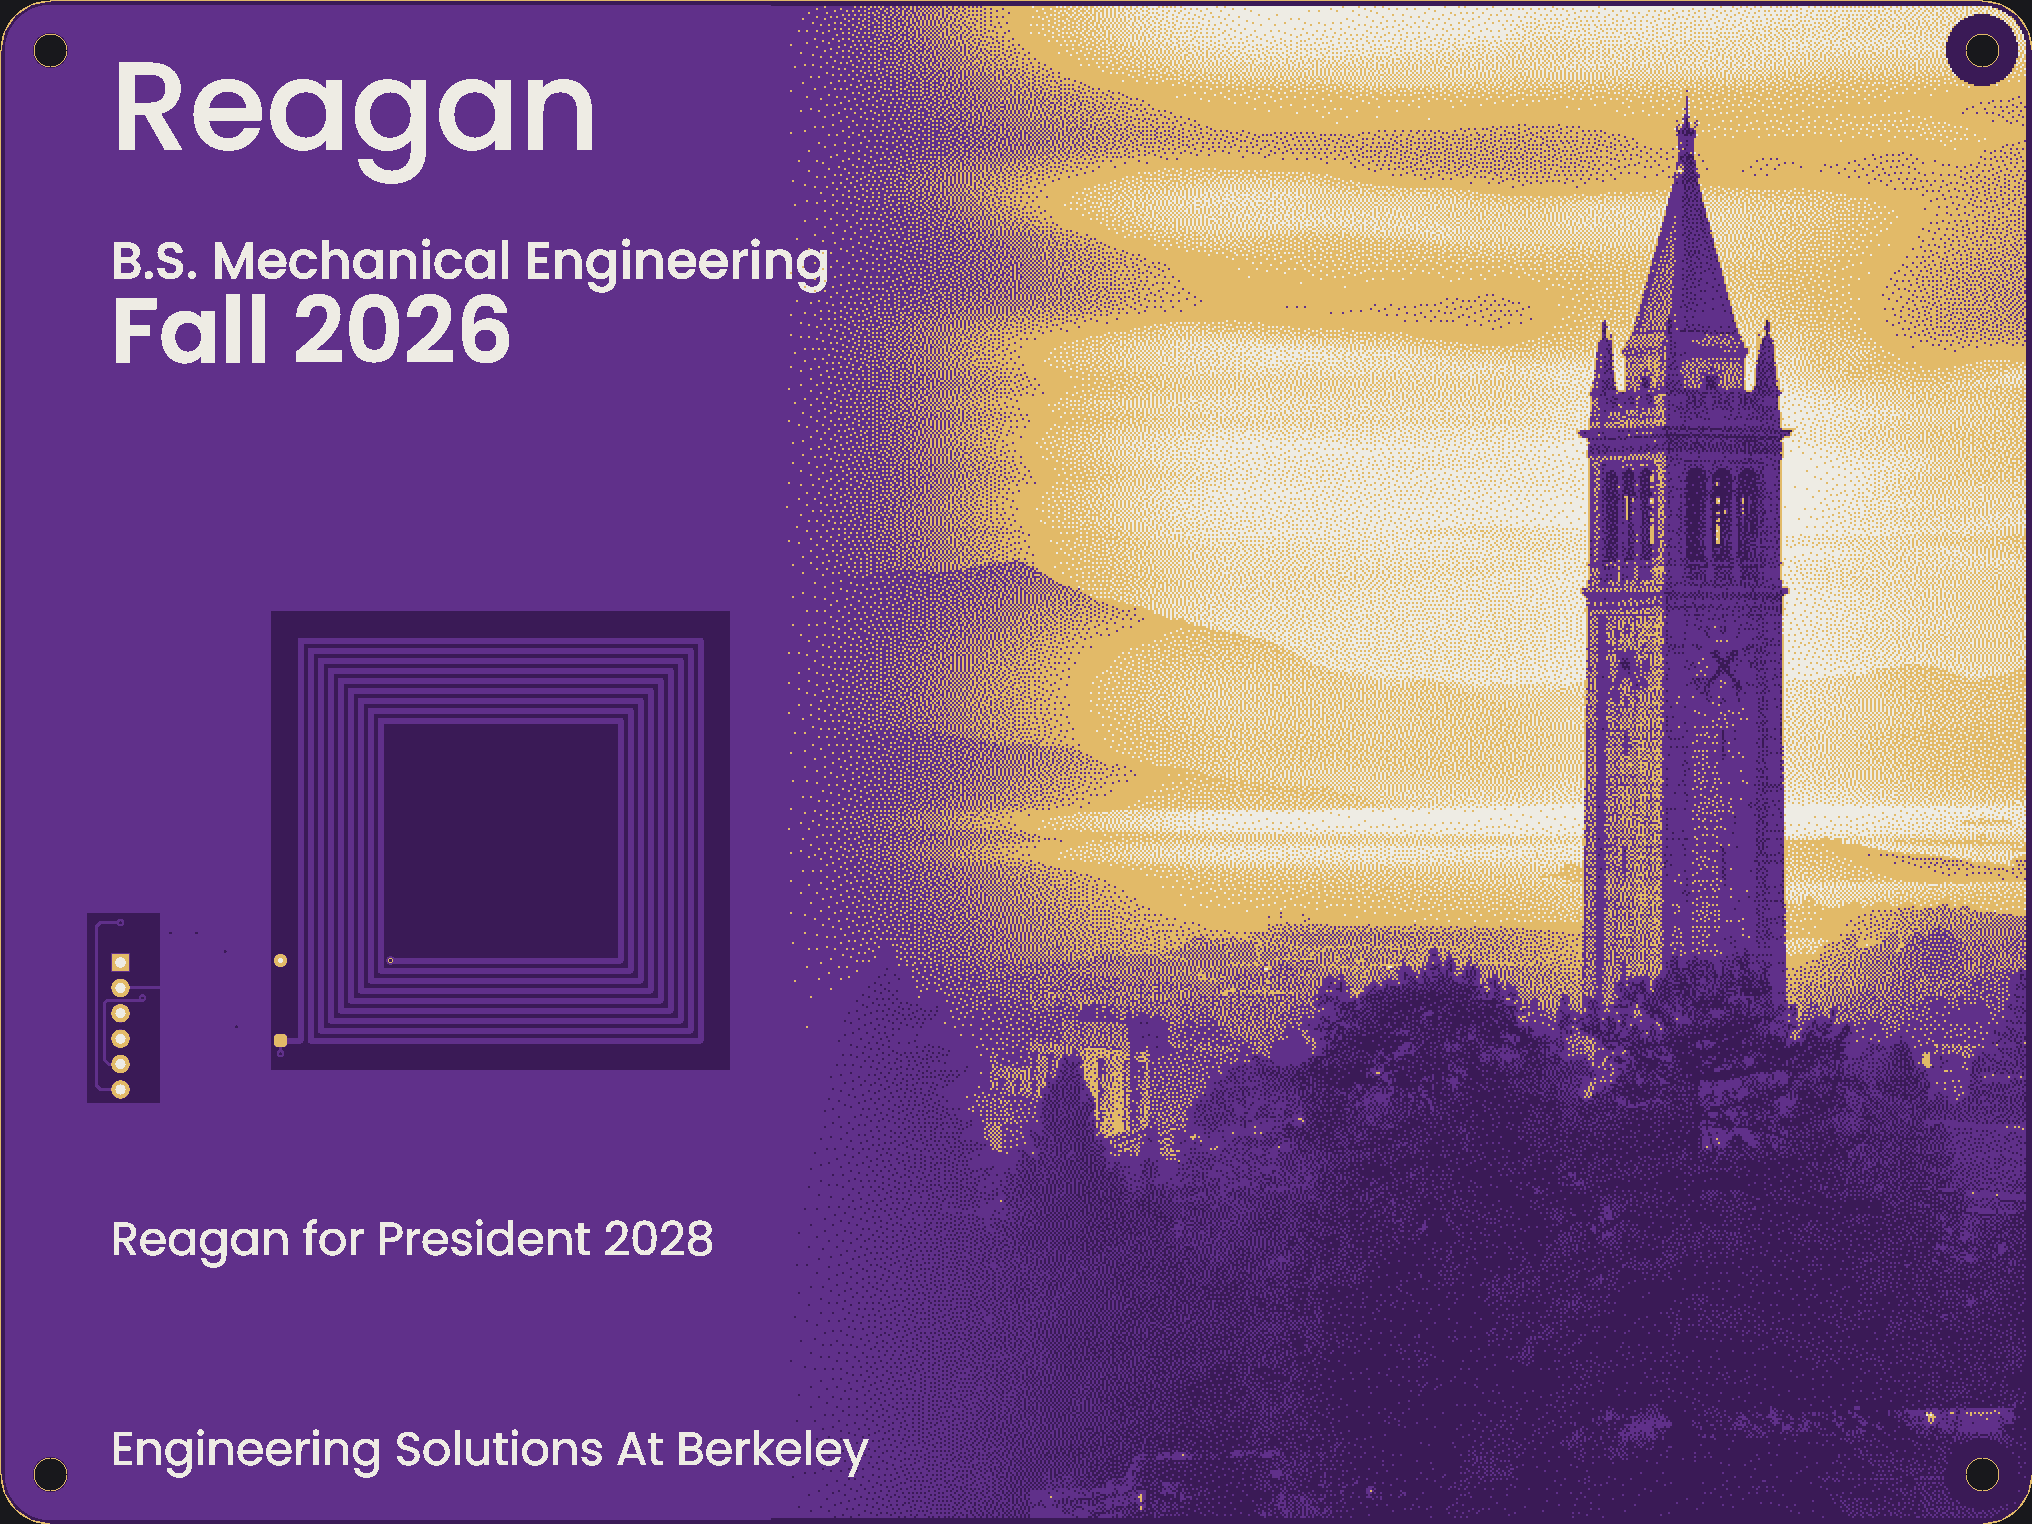 Reagan
B.S. Mechanical Engineering
Fall 2026
Reagan for President 2028
Engineering Solutions At Berkeley